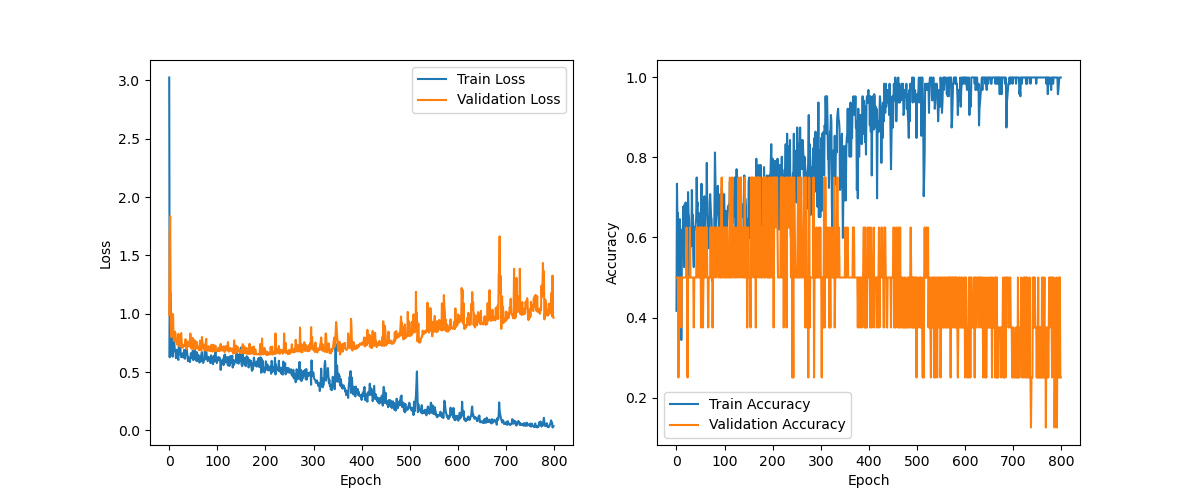 3.0
2.5
2.0
1.5
1.0
0.5
0.0
Loss
0 100 200 300 400 500 600 700 800
Epoch
Train Loss
Validation Loss
1.0
0.8
0.6
0.4
0.2
Accuracy
0 100 200 300 400 500 600 700 800
Epoch
Train Accuracy
Validation Accuracy